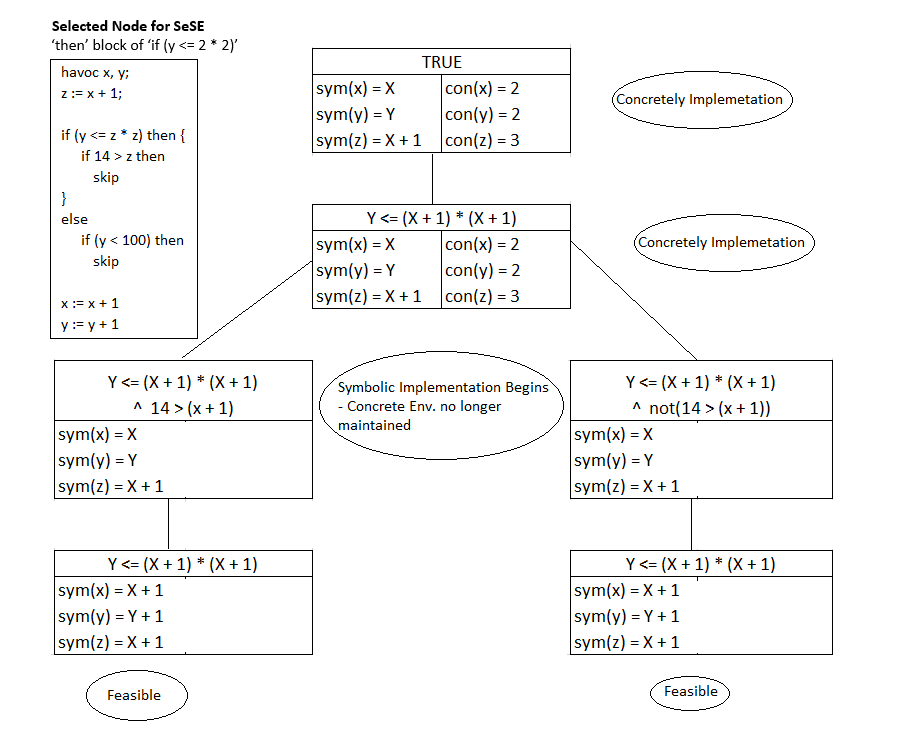 Selected Node for SeSE
‘then’ block of ‘if (y <= 2 * 2)’
havoc x, y;
z := x + 1;
if (y <= z * z) then {
if 14 > z then
skip
}
else
if (y < 100) then
skip
x := x + 1
y := y + 1
TRUE
sym(x) = X
con(x) = 2
sym(y) = Y
con(y) = 2
sym(z) = X + 1
con(z) = 3
Concretely Implemetation
Y <= (X + 1) * (X + 1)
sym(x) = X
con(x) = 2
sym(y) = Y
con(y) = 2
sym(z) = X + 1
con(z) = 3
Concretely Implemetation
Y <= (X + 1) * (X + 1)
^ 14 > (x + 1)
sym(x) = X
sym(y) = Y
sym(z) = X + 1
Symbolic Implementation Begins
- Concrete Env. no longer
maintained
Y <= (X + 1) * (X + 1)
^ not(14 > (x + 1))
sym(x) = X
sym(y) = Y
sym(z) = X + 1
Y <= (X + 1) * (X + 1)
sym(x) = X + 1
sym(y) = Y + 1
sym(z) = X + 1
Feasible
Y <= (X + 1) * (X + 1)
sym(x) = X + 1
sym(y) = Y + 1
sym(z) = X + 1
Feasible